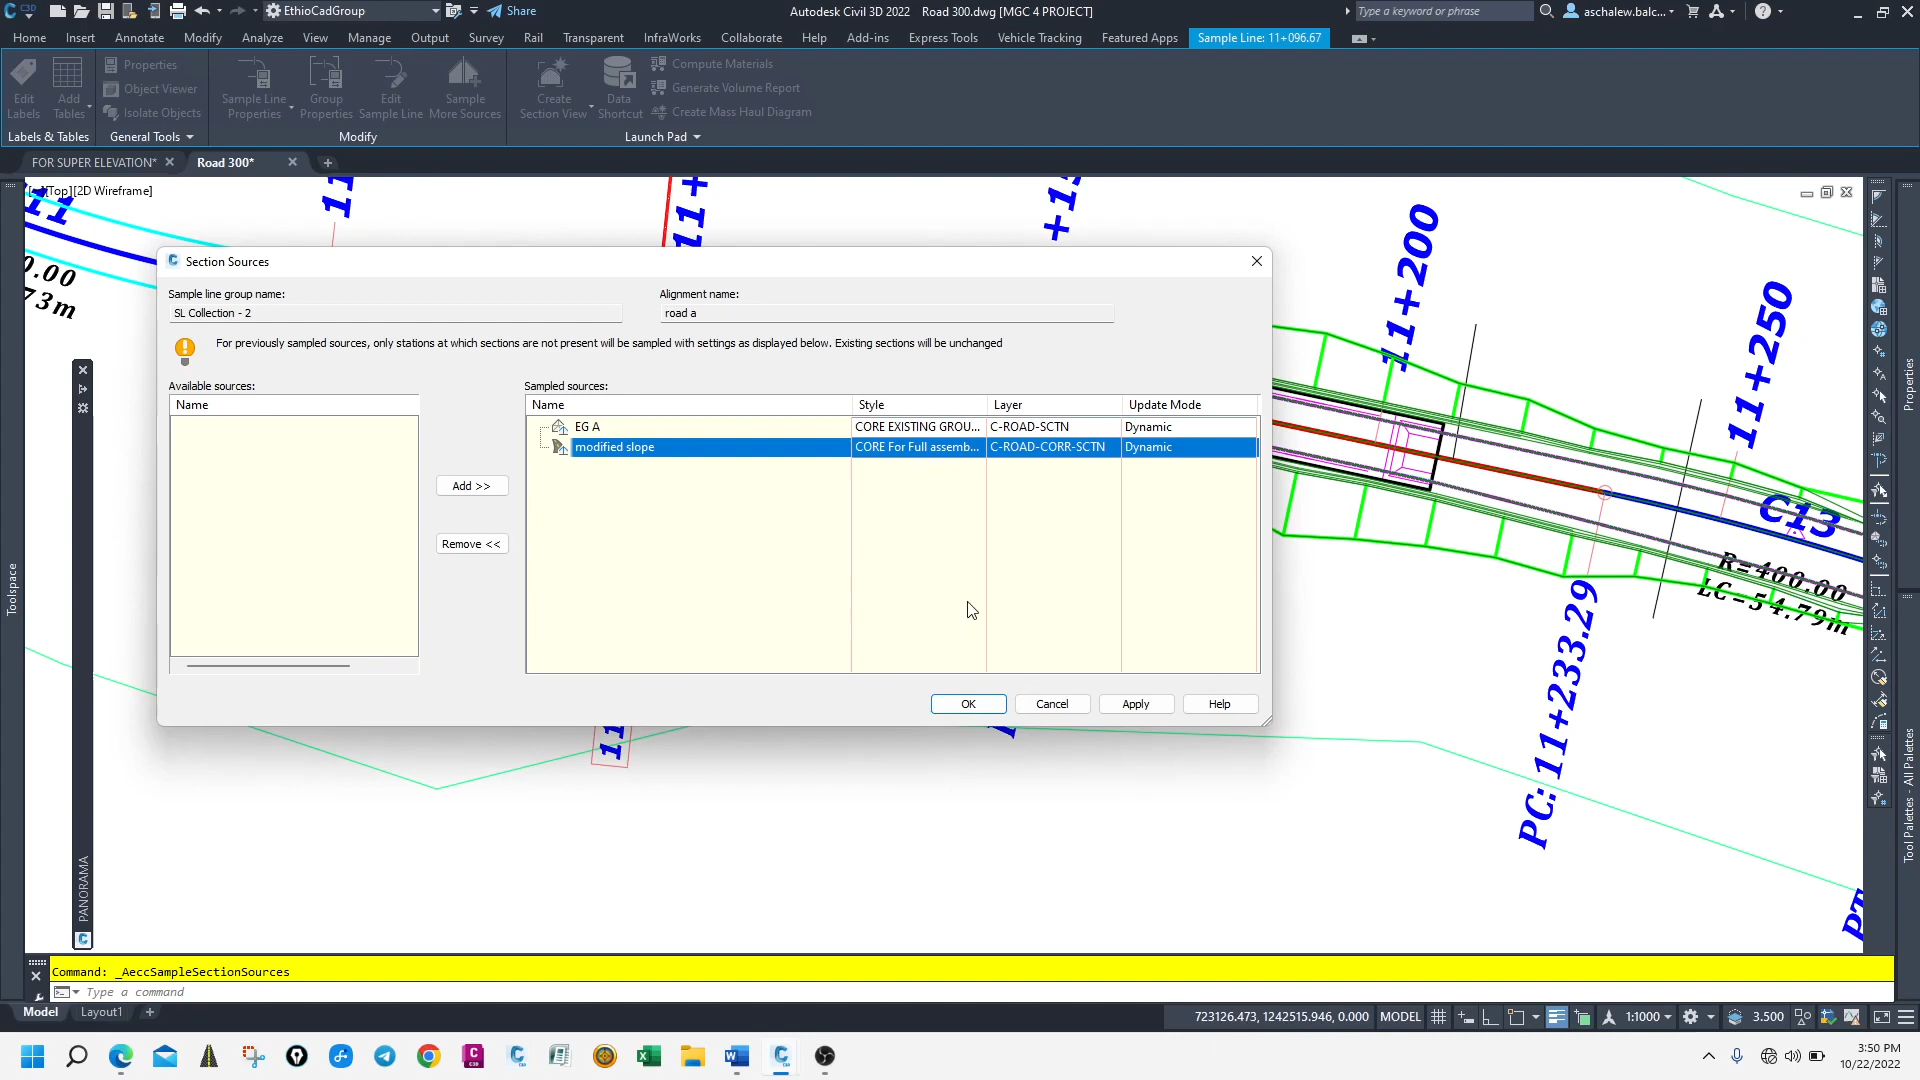 C3D
EthioCadGroup
Share
Autodesk Civil 3D 2022 Road 300.dwg [MGC 4 PROJECT]
Type a keyword or phrase
aschalew.balc...
Home Insert Annotate Modify Analyze View Manage Output Survey Rail Transparent InfraWorks Collaborate Help Add-ins Express Tools Vehicle Tracking Featured Apps Sample Line: 11+096.67
Edit Labels
Add Tables
Properties
Object Viewer
Isolate Objects
Sample Line Properties
Group Properties
Edit Sample Line
Sample More Sources
Create Section View
Data Shortcut
Compute Materials
Generate Volume Report
Create Mass Haul Diagram
Labels & Tables General Tools Modify Launch Pad
FOR SUPER ELEVATION* Road 300*
[Top][2D Wireframe]
11+200
11+250
C13
R=400.00
LC=54.79m
PC: 11+233.29
0.00
73m
Section Sources
Sample line group name: Alignment name:
SL Collection - 2 road a
For previously sampled sources, only stations at which sections are not present will be sampled with settings as displayed below. Existing sections will be unchanged
Available sources: Sampled sources:
Name Name Style Layer Update Mode
EG A CORE EXISTING GROU... C-ROAD-SCTN Dynamic
modified slope CORE For Full assemb... C-ROAD-CORR-SCTN Dynamic
Add >>
Remove <<
OK Cancel Apply Help
Toolspace
PANORAMA
Properties
Tool Palettes - All Palettes
Command: _AeccSampleSectionSources
Type a command
Model Layout1
723126.473, 1242515.946, 0.000 MODEL 1:1000 3.500
3:50 PM
10/22/2022